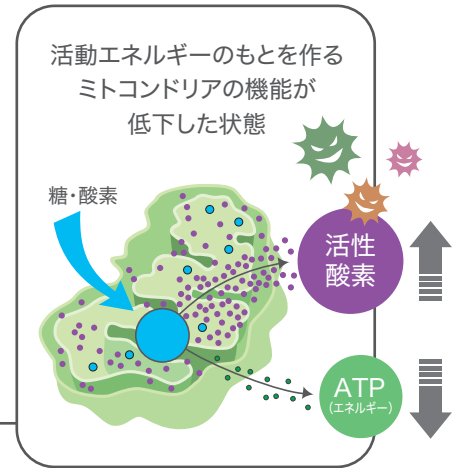 活動エネルギーのもとを作る
ミトコンドリアの機能が
低下した状態
糖・酸素
活性
酸素
ATP
(エネルギー)